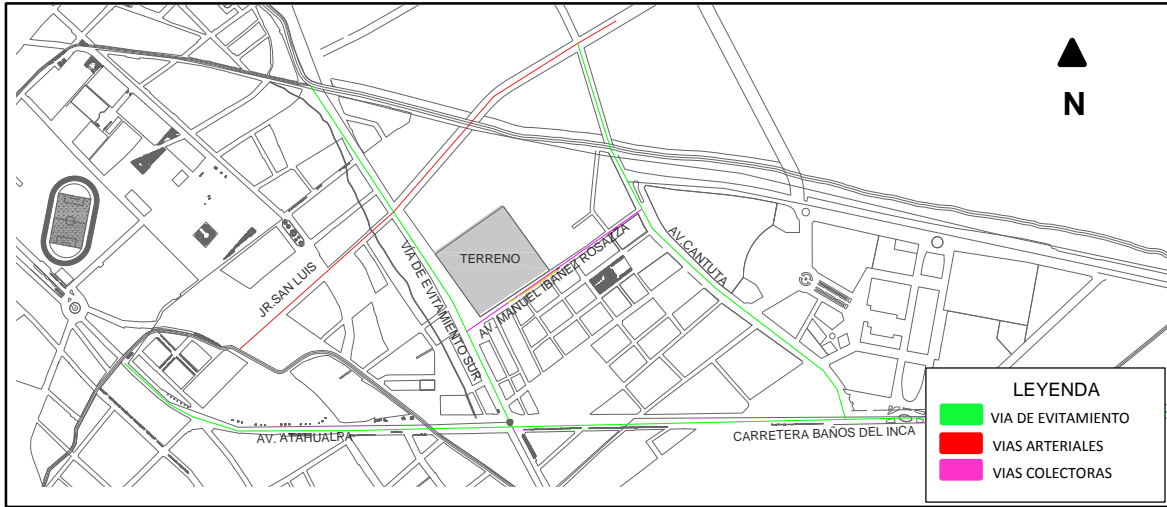 N
TERRENO
JR.SAN LUIS
VÍA DE EVITAMIENTO SUR
AV. MANUEL IBAÑEZ ROSAZZA
AV.CANTUTA
AV. ATAHUALPA
CARRETERA BAÑOS DEL INCA
LEYENDA
VIA DE EVITAMIENTO
VIAS ARTERIALES
VIAS COLECTORAS